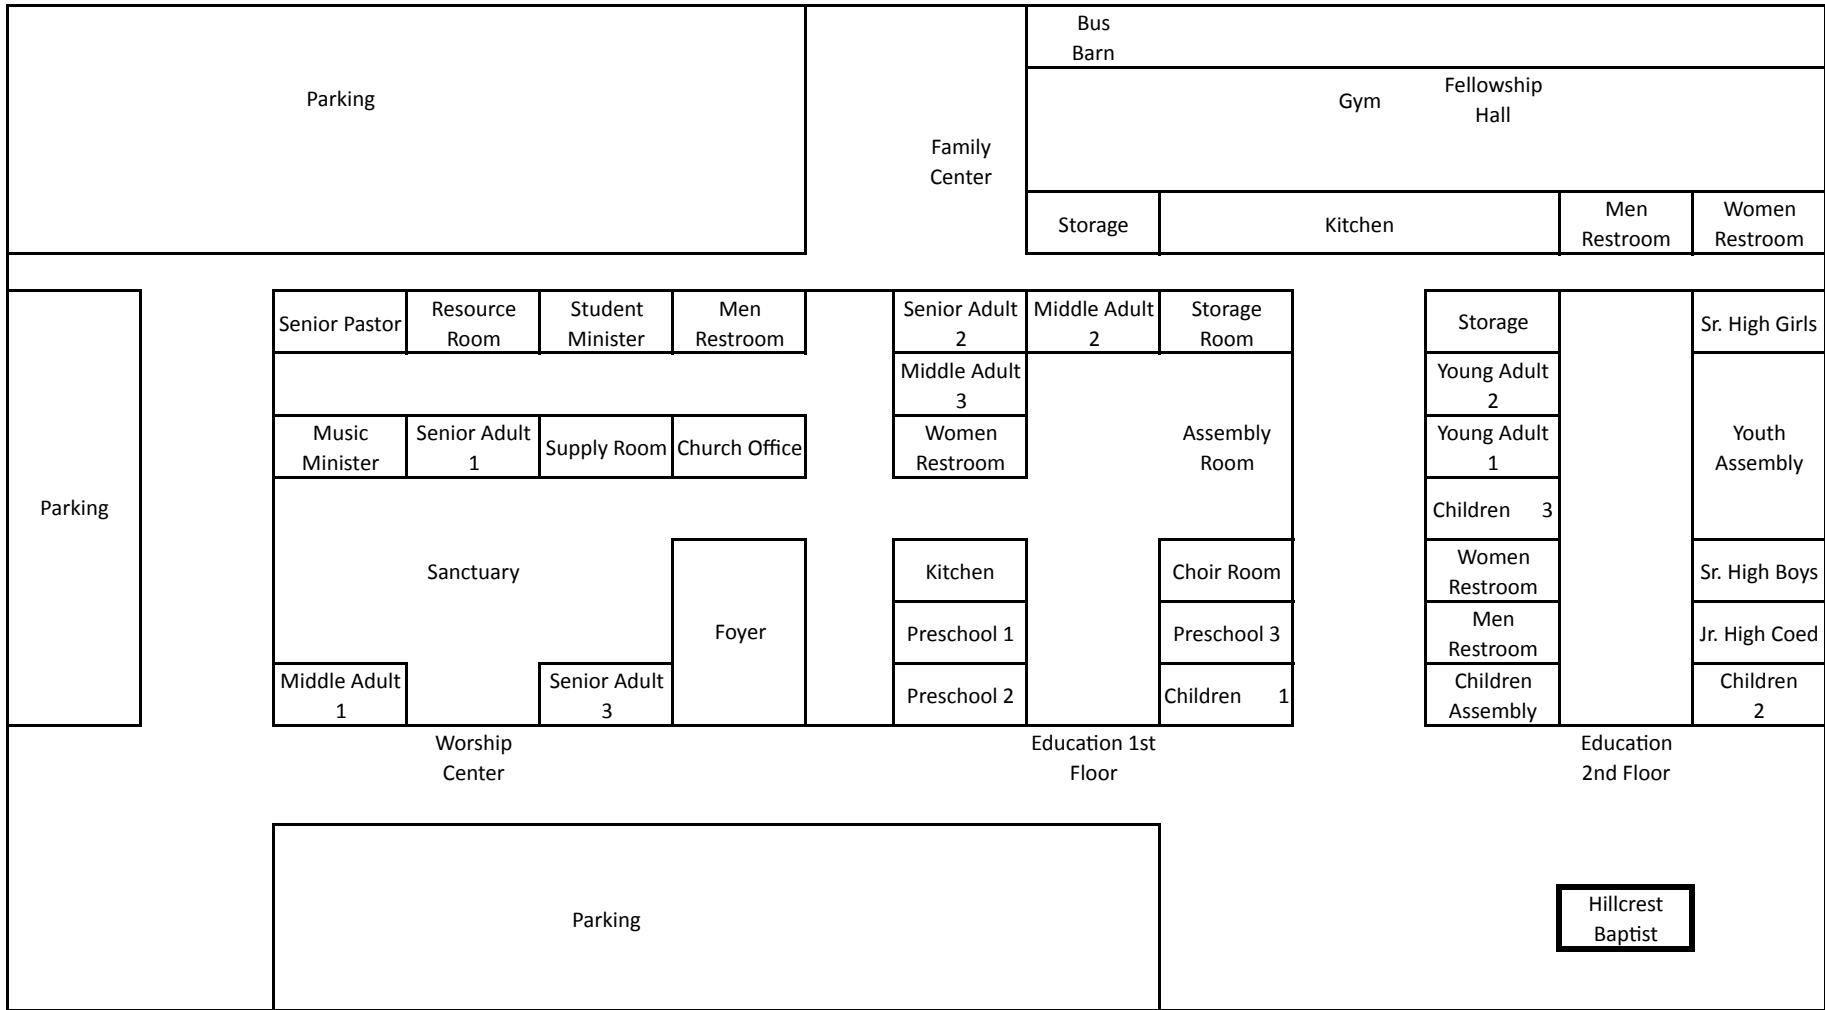 Bus
Barn
Parking
Gym
Fellowship
Hall
Family
Center
Storage
Kitchen
Men
Restroom
Women
Restroom
Senior Pastor
Resource
Room
Student
Minister
Men
Restroom
Senior Adult
2
Middle Adult
2
Storage
Room
Storage
Sr. High Girls
Middle Adult
3
Young Adult
2
Music
Minister
Senior Adult
1
Supply Room
Church Office
Women
Restroom
Assembly
Room
Young Adult
1
Youth
Assembly
Parking
Children 3
Sanctuary
Kitchen
Choir Room
Women
Restroom
Sr. High Boys
Foyer
Preschool 1
Preschool 3
Men
Restroom
Jr. High Coed
Middle Adult
1
Senior Adult
3
Preschool 2
Children 1
Children
Assembly
Children
2
Worship
Center
Education 1st
Floor
Education
2nd Floor
Parking
Hillcrest
Baptist